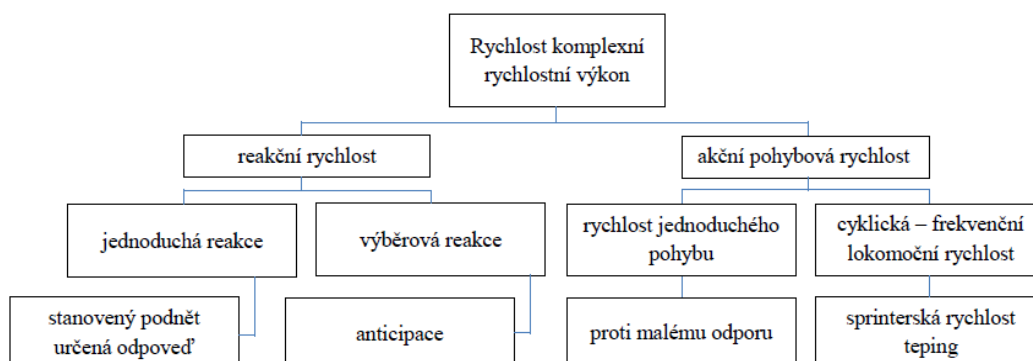 Rychlost komplexní
rychlostní výkon
reakční rychlost
akční pohybová rychlost
jednoduchá reakce
výběrová reakce
rychlost jednoduchého
pohybu
cyklická – frekvenční
lokomoční rychlost
stanovený podnět
určená odpoveď
anticipace
proti malému odporu
sprinterská rychlost
teping